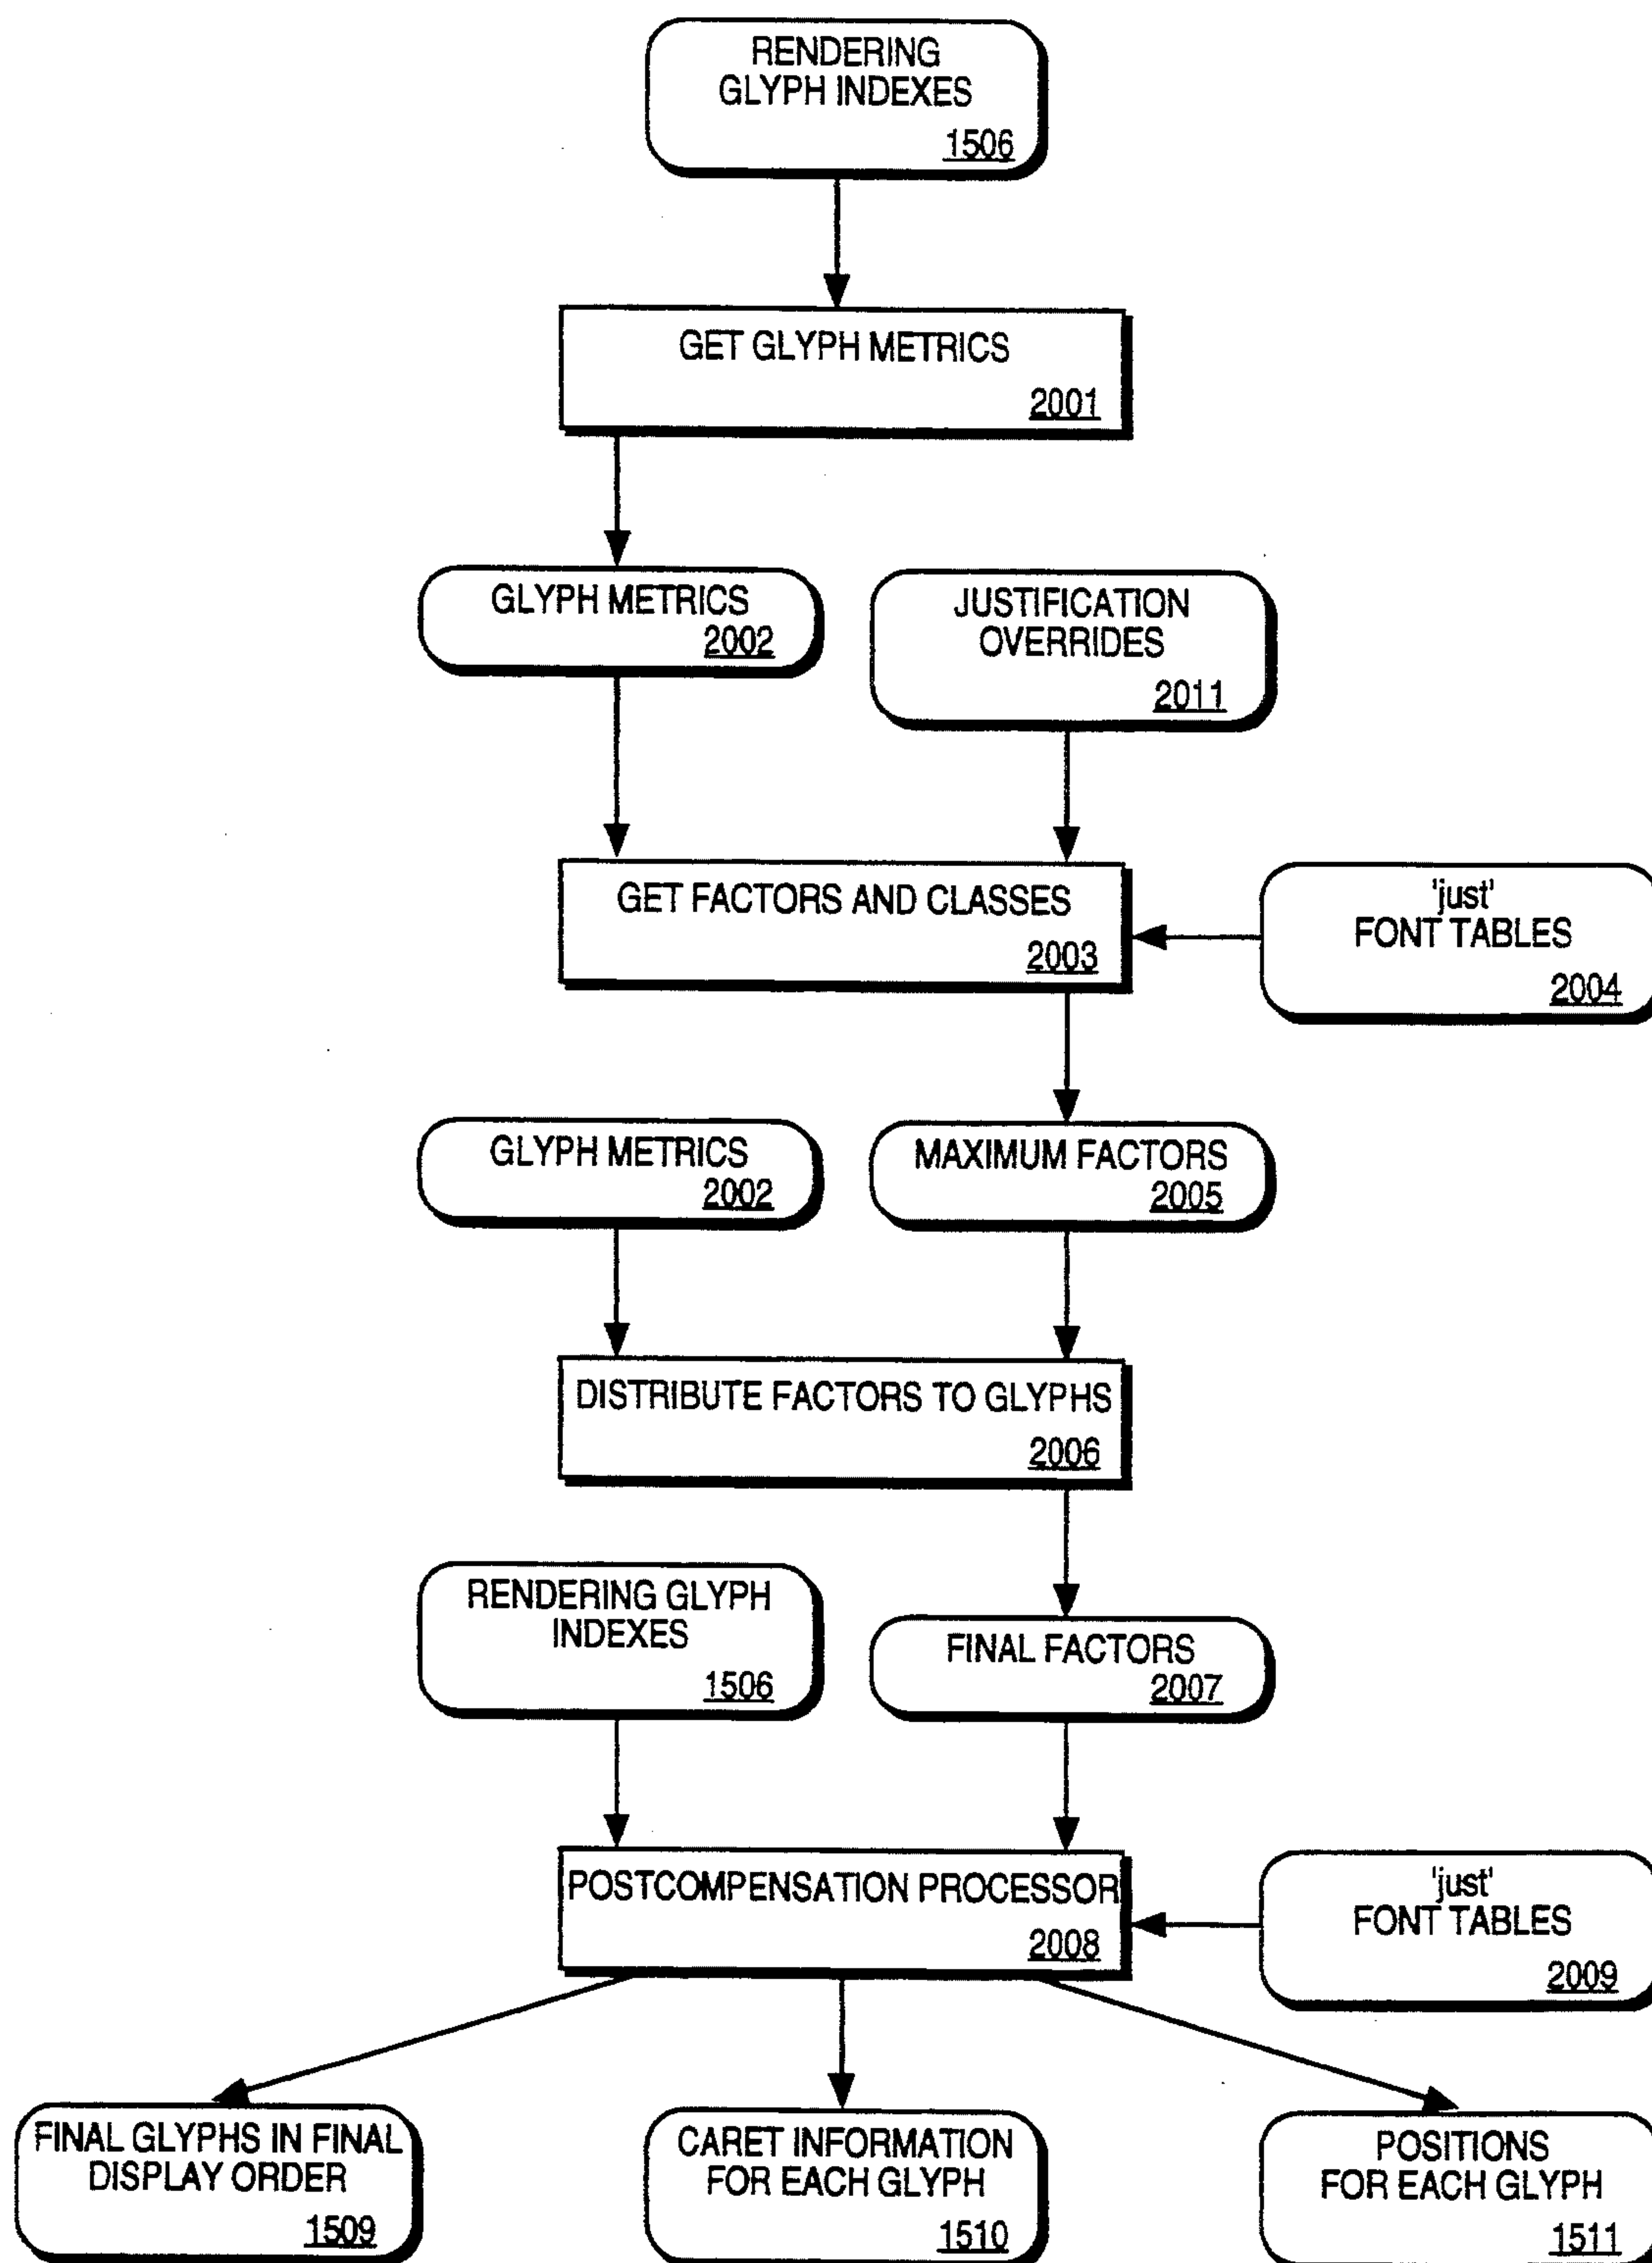 RENDERING
GLYPH INDEXES
1506
GET GLYPH METRICS
2001
GLYPH METRICS
2002
JUSTIFICATION
OVERRIDES
2011
GET FACTORS AND CLASSES
2003
'just'
FONT TABLES
2004
GLYPH METRICS
2002
MAXIMUM FACTORS
2005
DISTRIBUTE FACTORS TO GLYPHS
2006
RENDERING GLYPH
INDEXES
1506
FINAL FACTORS
2007
POSTCOMPENSATION PROCESSOR
2008
'just'
FONT TABLES
2009
FINAL GLYPHS IN FINAL
DISPLAY ORDER
1509
CARET INFORMATION
FOR EACH GLYPH
1510
POSITIONS
FOR EACH GLYPH
1511